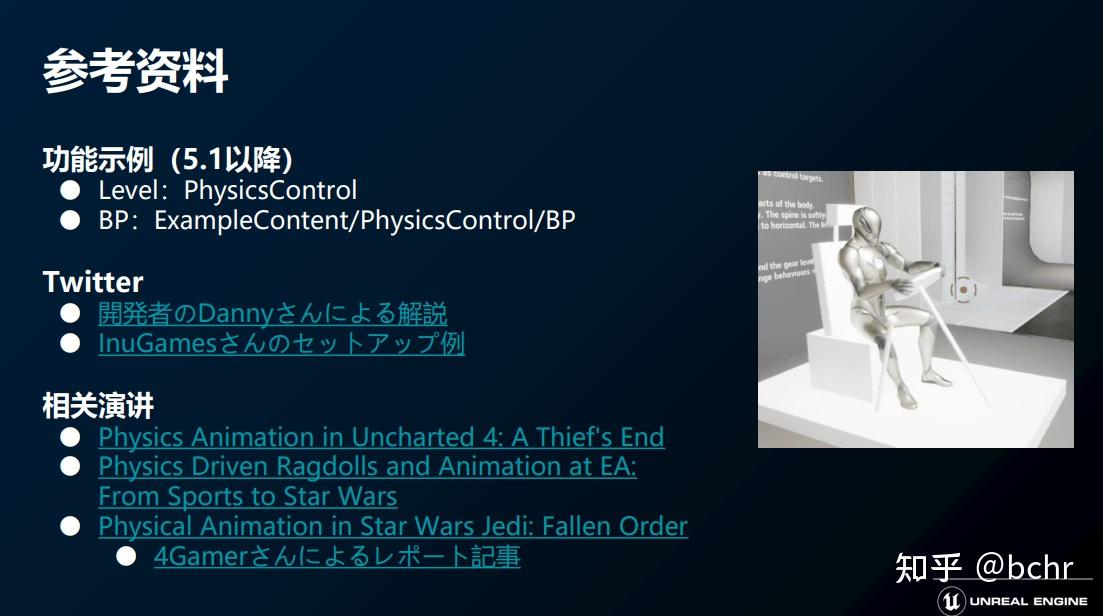 参考资料
功能示例（5.1以降）
● Level：PhysicsControl
● BP：ExampleContent/PhysicsControl/BP
Twitter
● 開発者のDannyさんによる解説
● InuGamesさんのセットアップ例
相关演讲
● Physics Animation in Uncharted 4: A Thief's End
● Physics Driven Ragdolls and Animation at EA:
From Sports to Star Wars
● Physical Animation in Star Wars Jedi: Fallen Order
● 4Gamerさんによるレポート記事
as control targets.
arts of the body.
. The spine is softly
to horizontal. The
nd the gear leve
nge behaviours
知乎 @bchr
UNREAL ENGINE